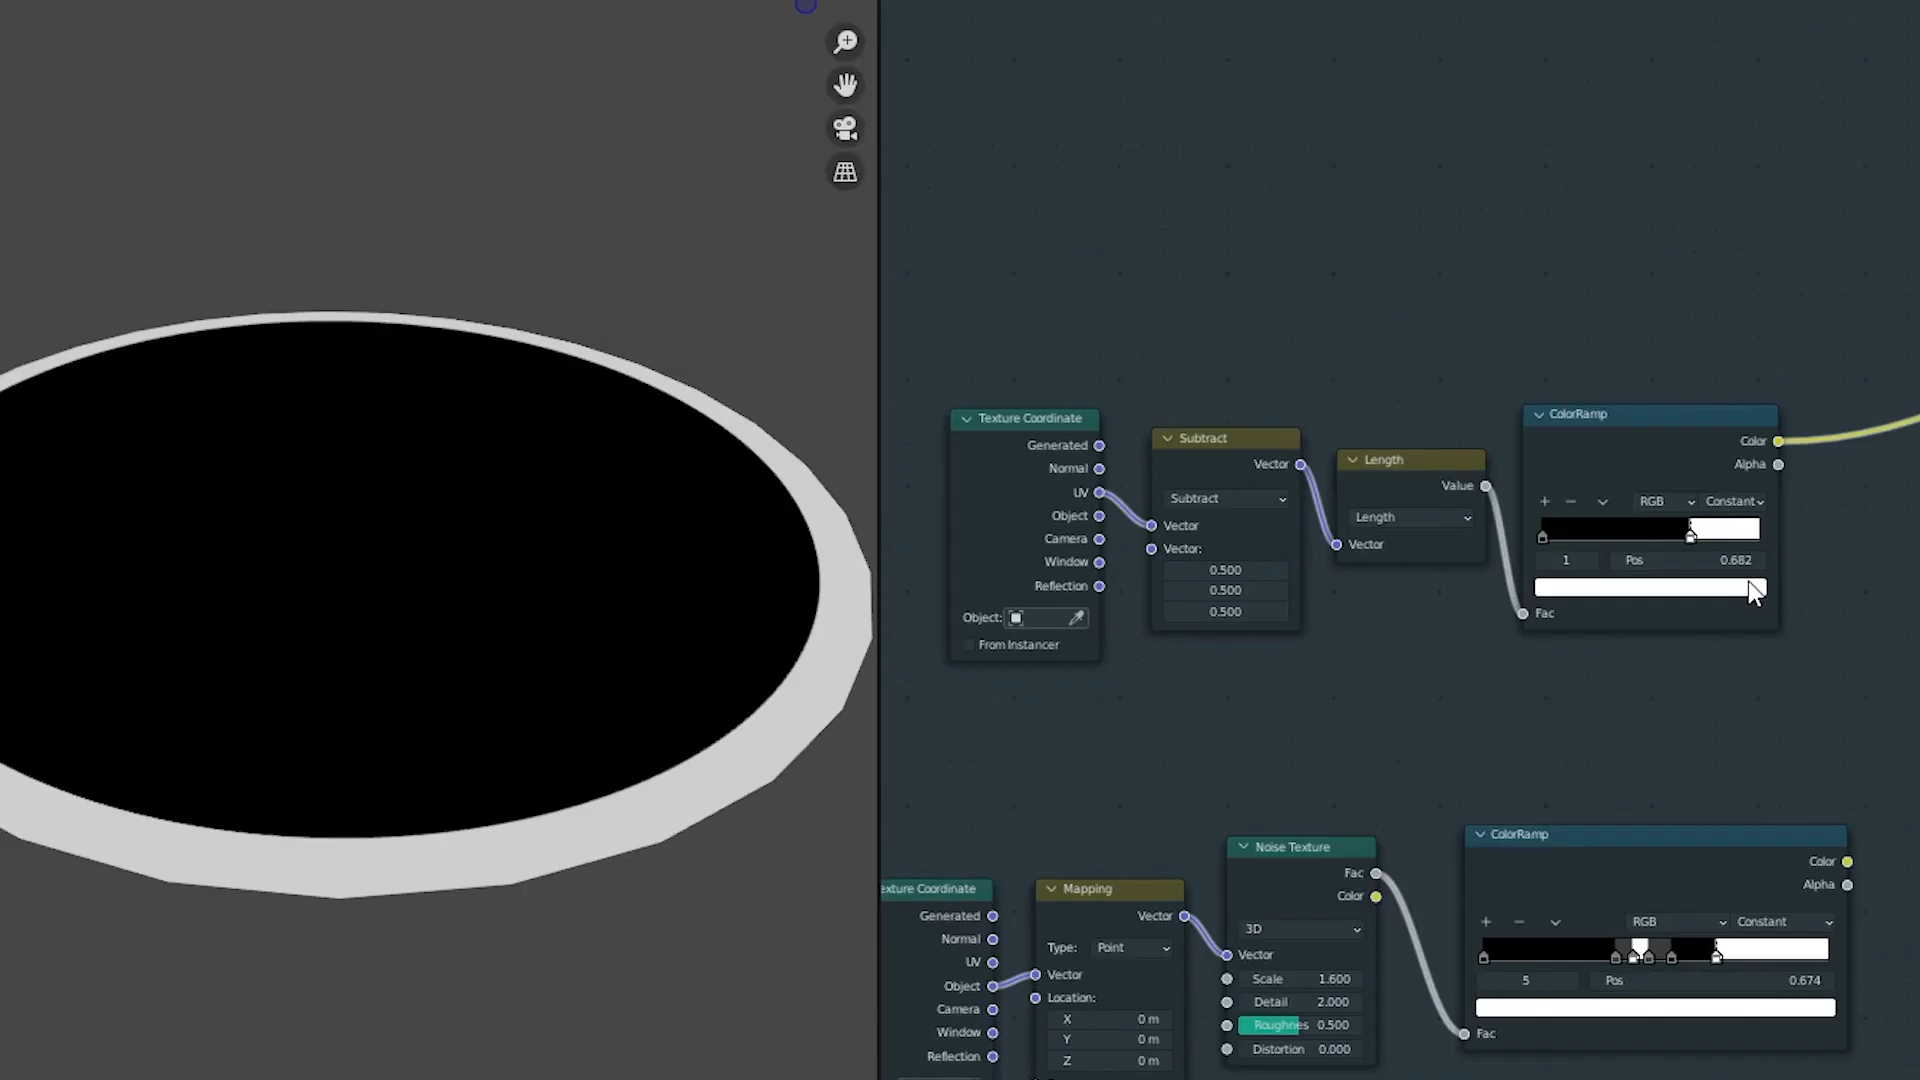 Texture Coordinate
Generated
Normal
UV
Object
Camera
Window
Reflection
Object:
From Instancer
Subtract
Vector
Subtract
Vector
Vector:
0.500
0.500
0.500
Length
Value
Length
Vector
ColorRamp
Color
Alpha
+ − RGB Constant
1 Pos 0.682
Fac
exture Coordinate
Generated
Normal
UV
Object
Camera
Window
Reflection
Mapping
Vector
Type: Point
Vector
Location:
X 0 m
Y 0 m
Z 0 m
Noise Texture
Fac
Color
3D
Vector
Scale 1.600
Detail 2.000
Roughnes 0.500
Distortion 0.000
ColorRamp
Color
Alpha
+ − RGB Constant
5 Pos 0.674
Fac